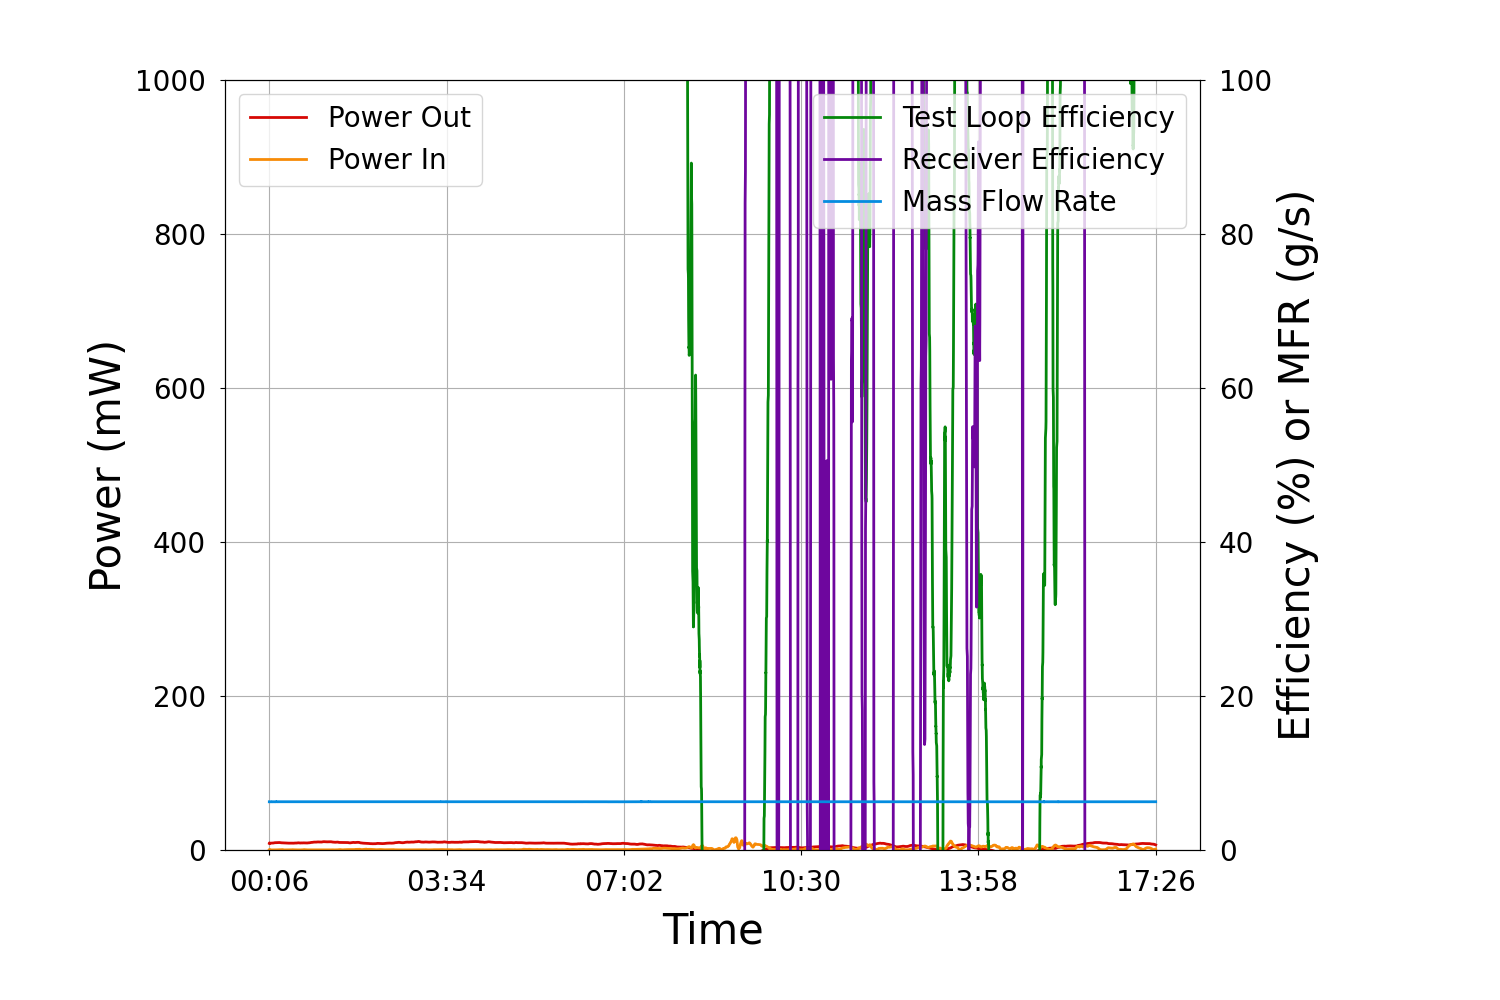 1000
800
600
400
200
0
Power (mW)
Power Out
Power In
Test Loop Efficiency
Receiver Efficiency
Mass Flow Rate
100
80
60
40
20
0
Efficiency (%) or MFR (g/s)
00:06 03:34 07:02 10:30 13:58 17:26
Time